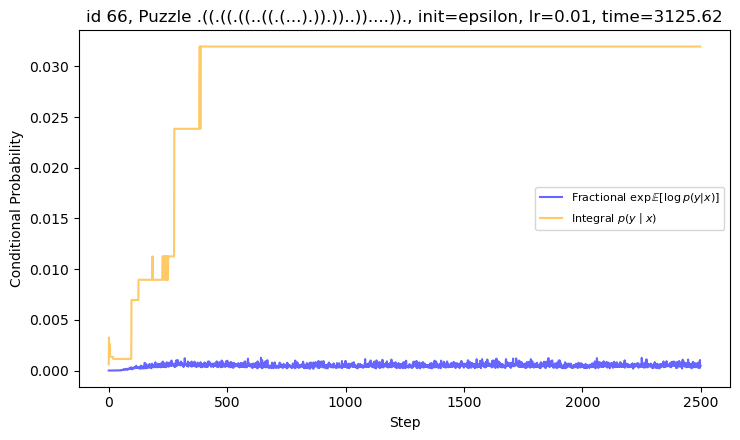 id 66, Puzzle .((.((.((..((.(...).)).))..))....))., init=epsilon, lr=0.01, time=3125.62
Conditional Probability
0.030
0.025
0.020
0.015
0.010
0.005
0.000
Fractional exp𝔼[log p(y|x)]
Integral p(y | x)
0
500
1000
1500
2000
2500
Step